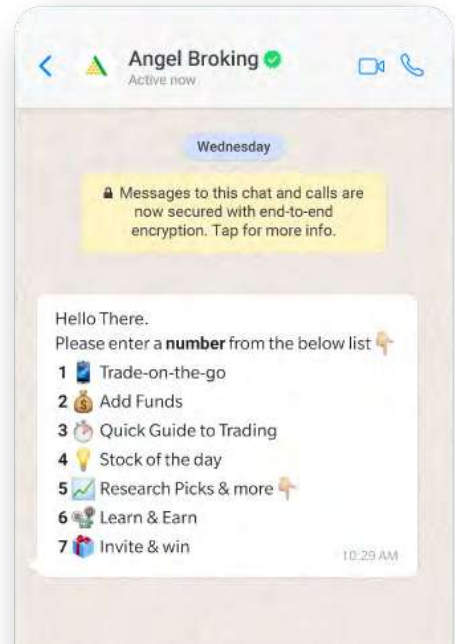 Angel Broking
Active now
Wednesday
Messages to this chat and calls are
now secured with end-to-end
encryption. Tap for more info.
Hello There.
Please enter a number from the below list 👇🏼
1 📱 Trade-on-the-go
2 💰 Add Funds
3 ⏱️ Quick Guide to Trading
4 💡 Stock of the day
5 📈 Research Picks & more 👇🏼
6 📽️ Learn & Earn
7 🎁 Invite & win
10:29 AM